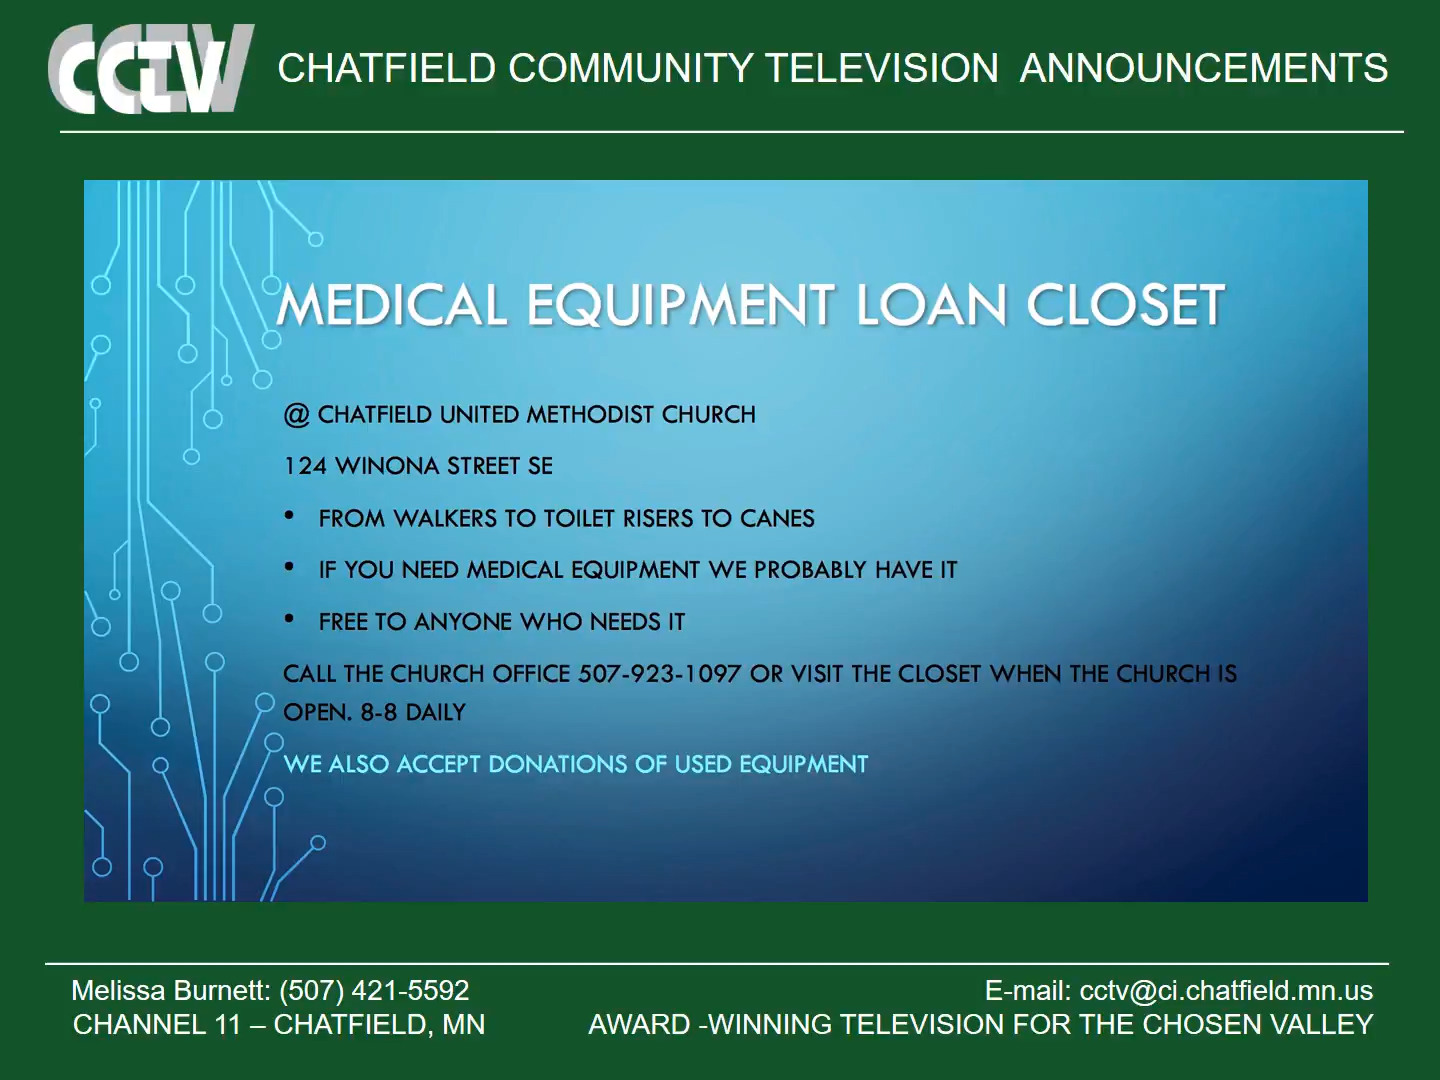 CCTV
CHATFIELD COMMUNITY TELEVISION ANNOUNCEMENTS
MEDICAL EQUIPMENT LOAN CLOSET
@ CHATFIELD UNITED METHODIST CHURCH
124 WINONA STREET SE
• FROM WALKERS TO TOILET RISERS TO CANES
• IF YOU NEED MEDICAL EQUIPMENT WE PROBABLY HAVE IT
• FREE TO ANYONE WHO NEEDS IT
CALL THE CHURCH OFFICE 507-923-1097 OR VISIT THE CLOSET WHEN THE CHURCH IS
OPEN. 8-8 DAILY
WE ALSO ACCEPT DONATIONS OF USED EQUIPMENT
Melissa Burnett: (507) 421-5592
CHANNEL 11 – CHATFIELD, MN
E-mail: cctv@ci.chatfield.mn.us
AWARD -WINNING TELEVISION FOR THE CHOSEN VALLEY